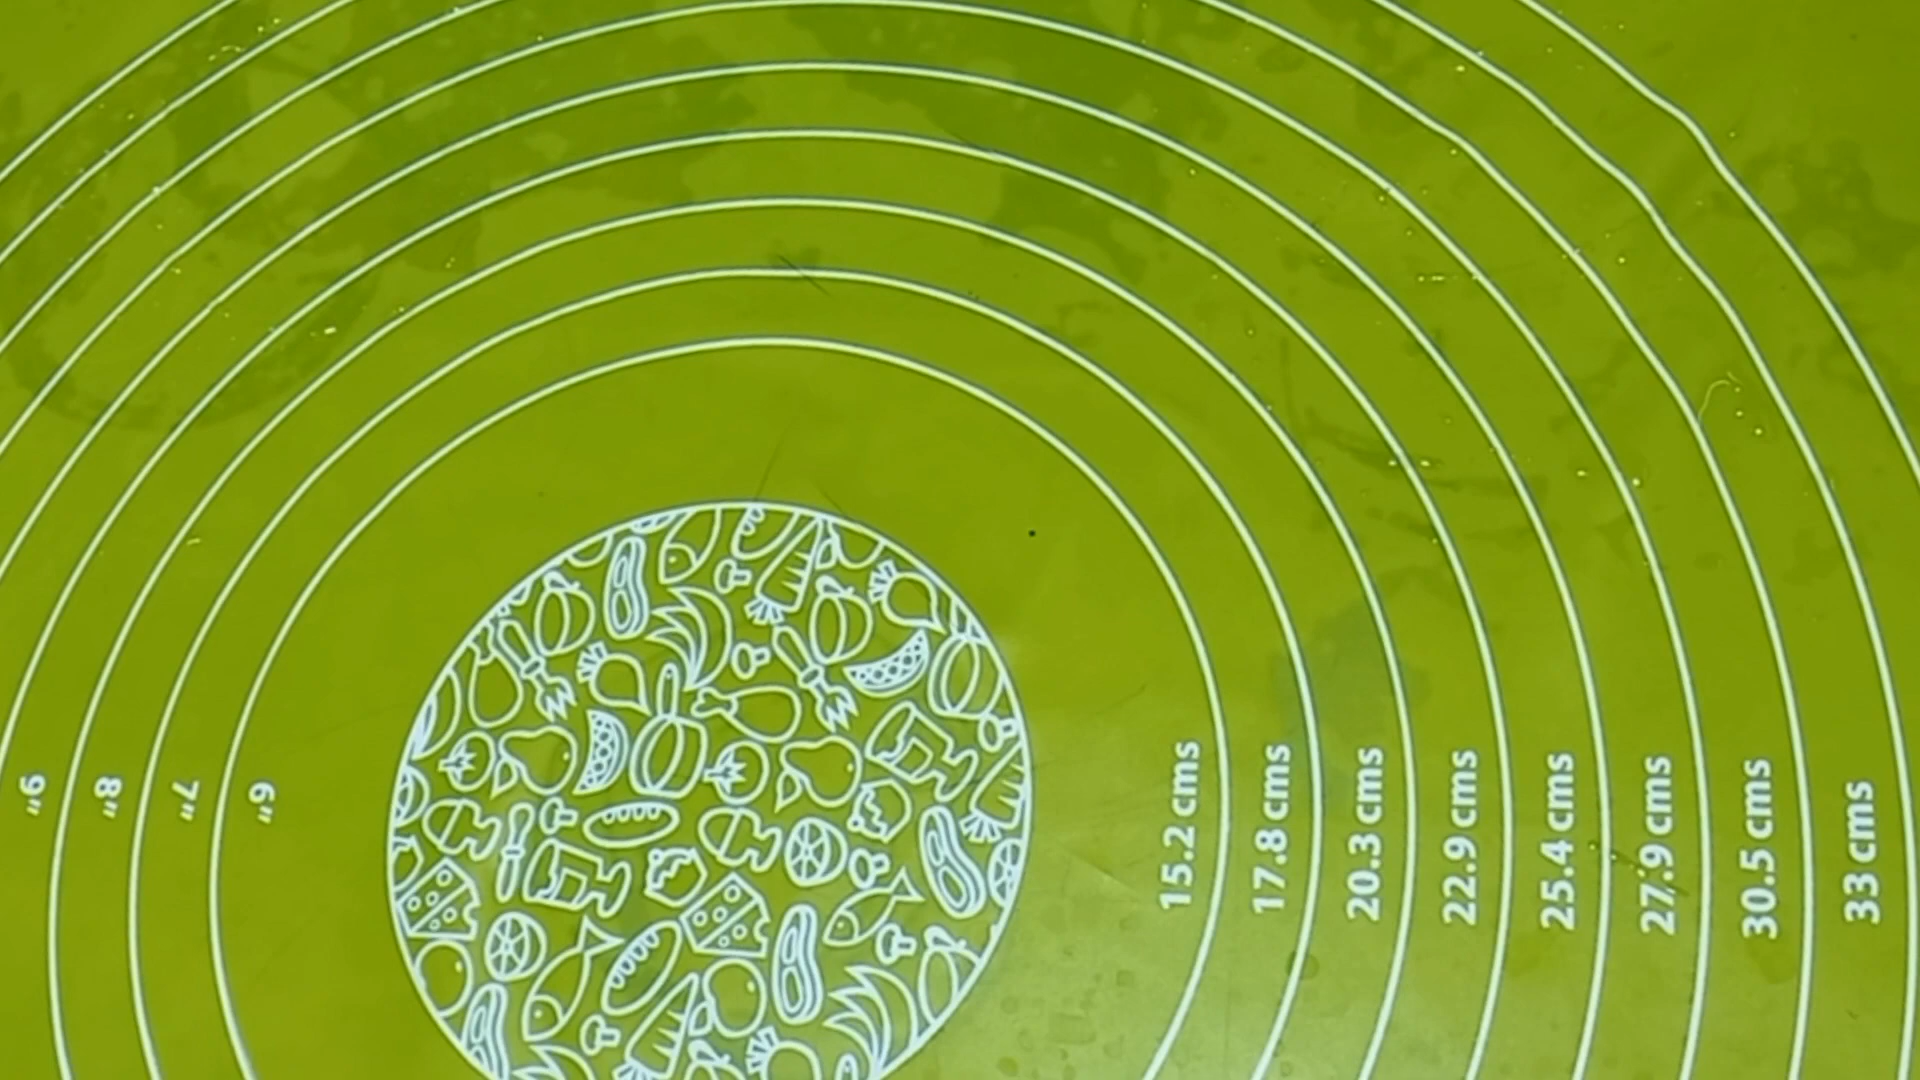 9"
8"
7"
6"
15.2 cms
17.8 cms
20.3 cms
22.9 cms
25.4 cms
27.9 cms
30.5 cms
33 cms